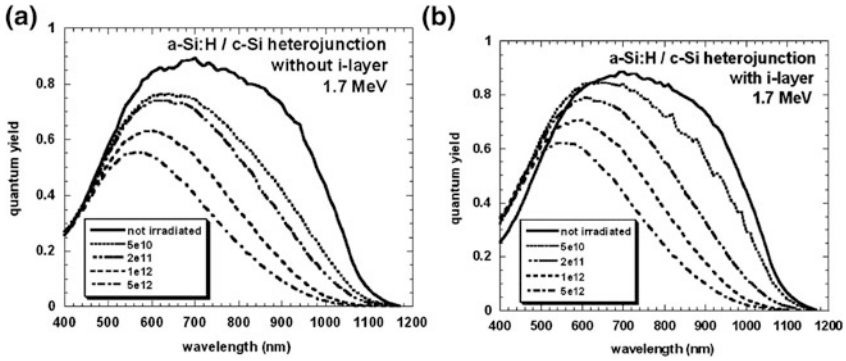 (a)
a-Si:H / c-Si heterojunction
without i-layer
1.7 MeV
quantum yield
1
0.8
0.6
0.4
0.2
0
not irradiated
5e10
2e11
1e12
5e12
400 500 600 700 800 900 1000 1100 1200
wavelength (nm)
(b)
a-Si:H / c-Si heterojunction
with i-layer
1.7 MeV
quantum yield
1
0.8
0.6
0.4
0.2
0
not irradiated
5e10
2e11
1e12
5e12
400 500 600 700 800 900 1000 1100 1200
wavelength (nm)